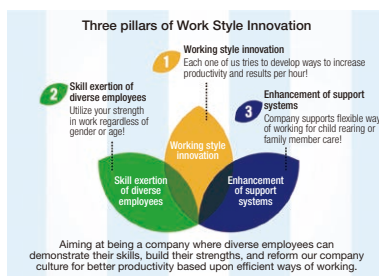 Three pillars of Work Style Innovation
1
Working style innovation
Each one of us tries to develop ways to increase
productivity and results per hour!
2
Skill exertion of
diverse employees
Utilize your strength
in work regardless of
gender or age!
3
Enhancement of support
systems
Company supports flexible way
of working for child rearing or
family member care!
Working style
innovation
Skill exertion
of diverse
employees
Enhancement
of support
systems
Aiming at being a company where diverse employees can
demonstrate their skills, build their strengths, and reform our company
culture for better productivity based upon efficient ways of working.